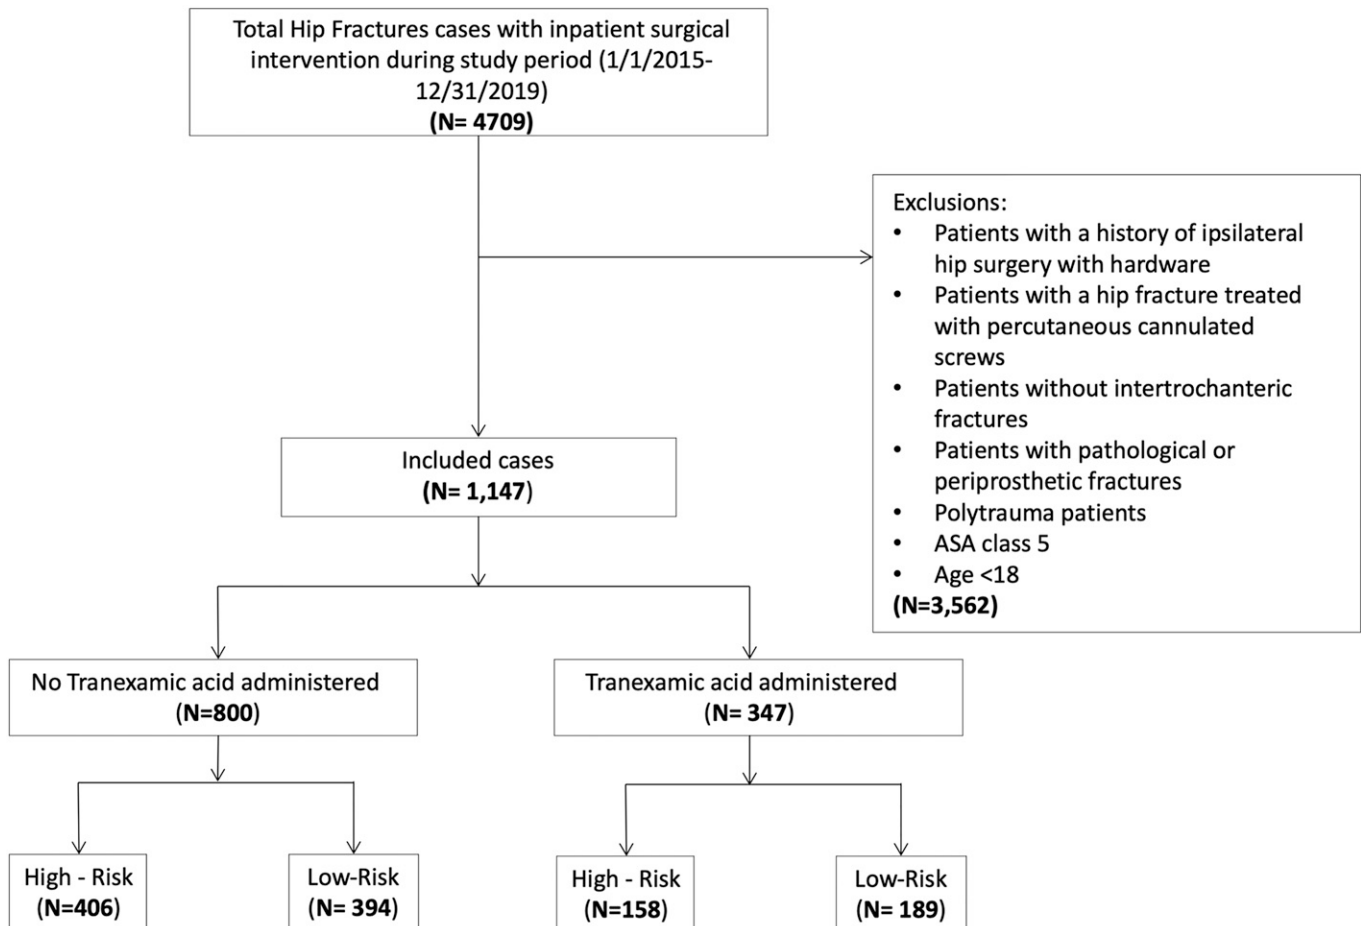 Total Hip Fractures cases with inpatient surgical
intervention during study period (1/1/2015-
12/31/2019)
(N= 4709)
Exclusions:
• Patients with a history of ipsilateral
hip surgery with hardware
• Patients with a hip fracture treated
with percutaneous cannulated
screws
• Patients without intertrochanteric
fractures
• Patients with pathological or
periprosthetic fractures
• Polytrauma patients
• ASA class 5
• Age <18
(N=3,562)
Included cases
(N= 1,147)
No Tranexamic acid administered
(N=800)
Tranexamic acid administered
(N= 347)
High - Risk
(N=406)
Low-Risk
(N= 394)
High - Risk
(N=158)
Low-Risk
(N= 189)